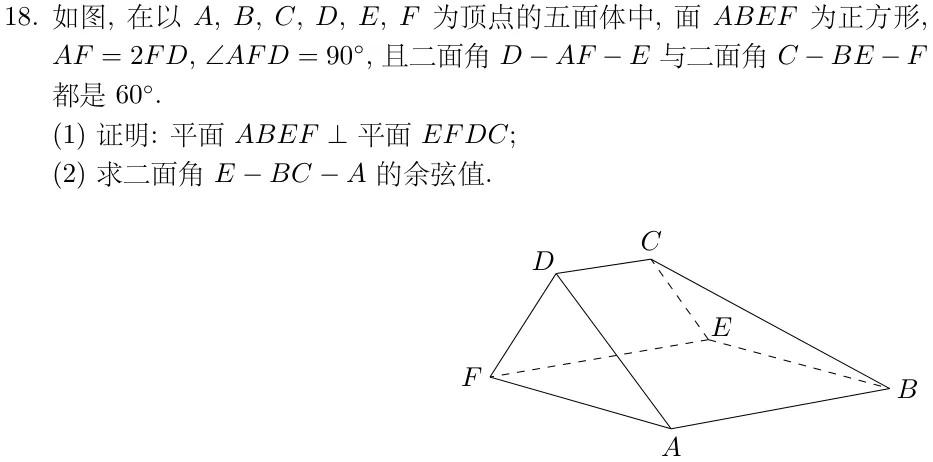 18. 如图, 在以 A, B, C, D, E, F 为顶点的五面体中, 面 ABEF 为正方形,
AF = 2FD, ∠AFD = 90°, 且二面角 D − AF − E 与二面角 C − BE − F
都是 60°.
(1) 证明: 平面 ABEF ⊥ 平面 EFDC;
(2) 求二面角 E − BC − A 的余弦值.
C
D
E
F
B
A